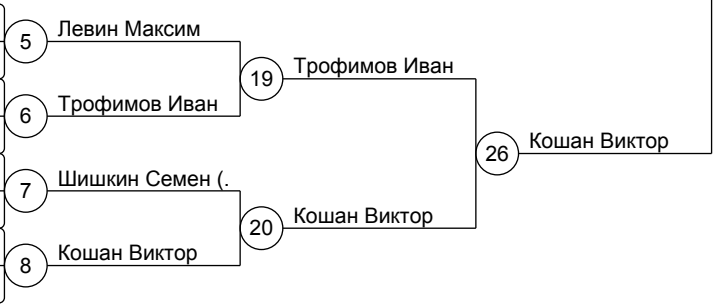 5 Левин Максим
19 Трофимов Иван
6 Трофимов Иван
26 Кошан Виктор
7 Шишкин Семен (.
20 Кошан Виктор
8 Кошан Виктор